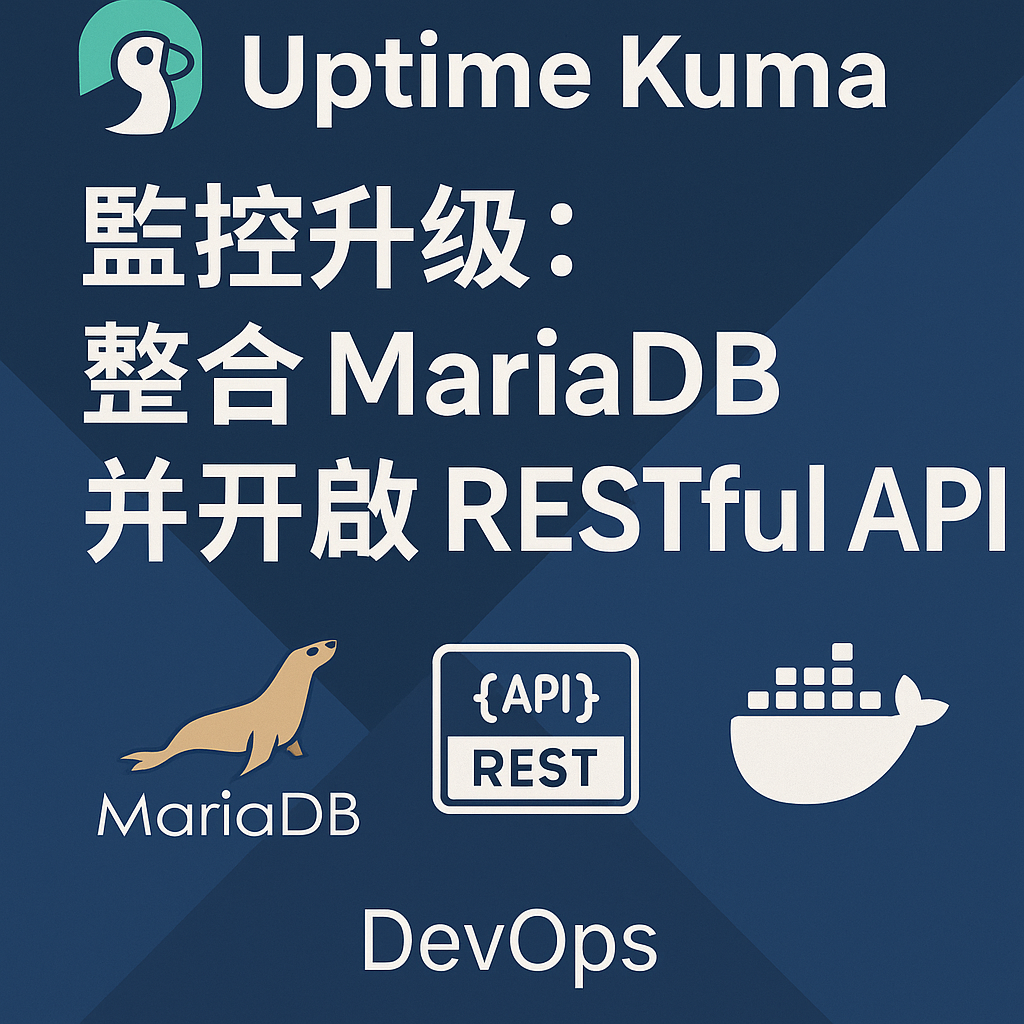 Uptime Kuma
監控升级：
整合 MariaDB
并开啟 RESTful API
{API}
REST
MariaDB
DevOps